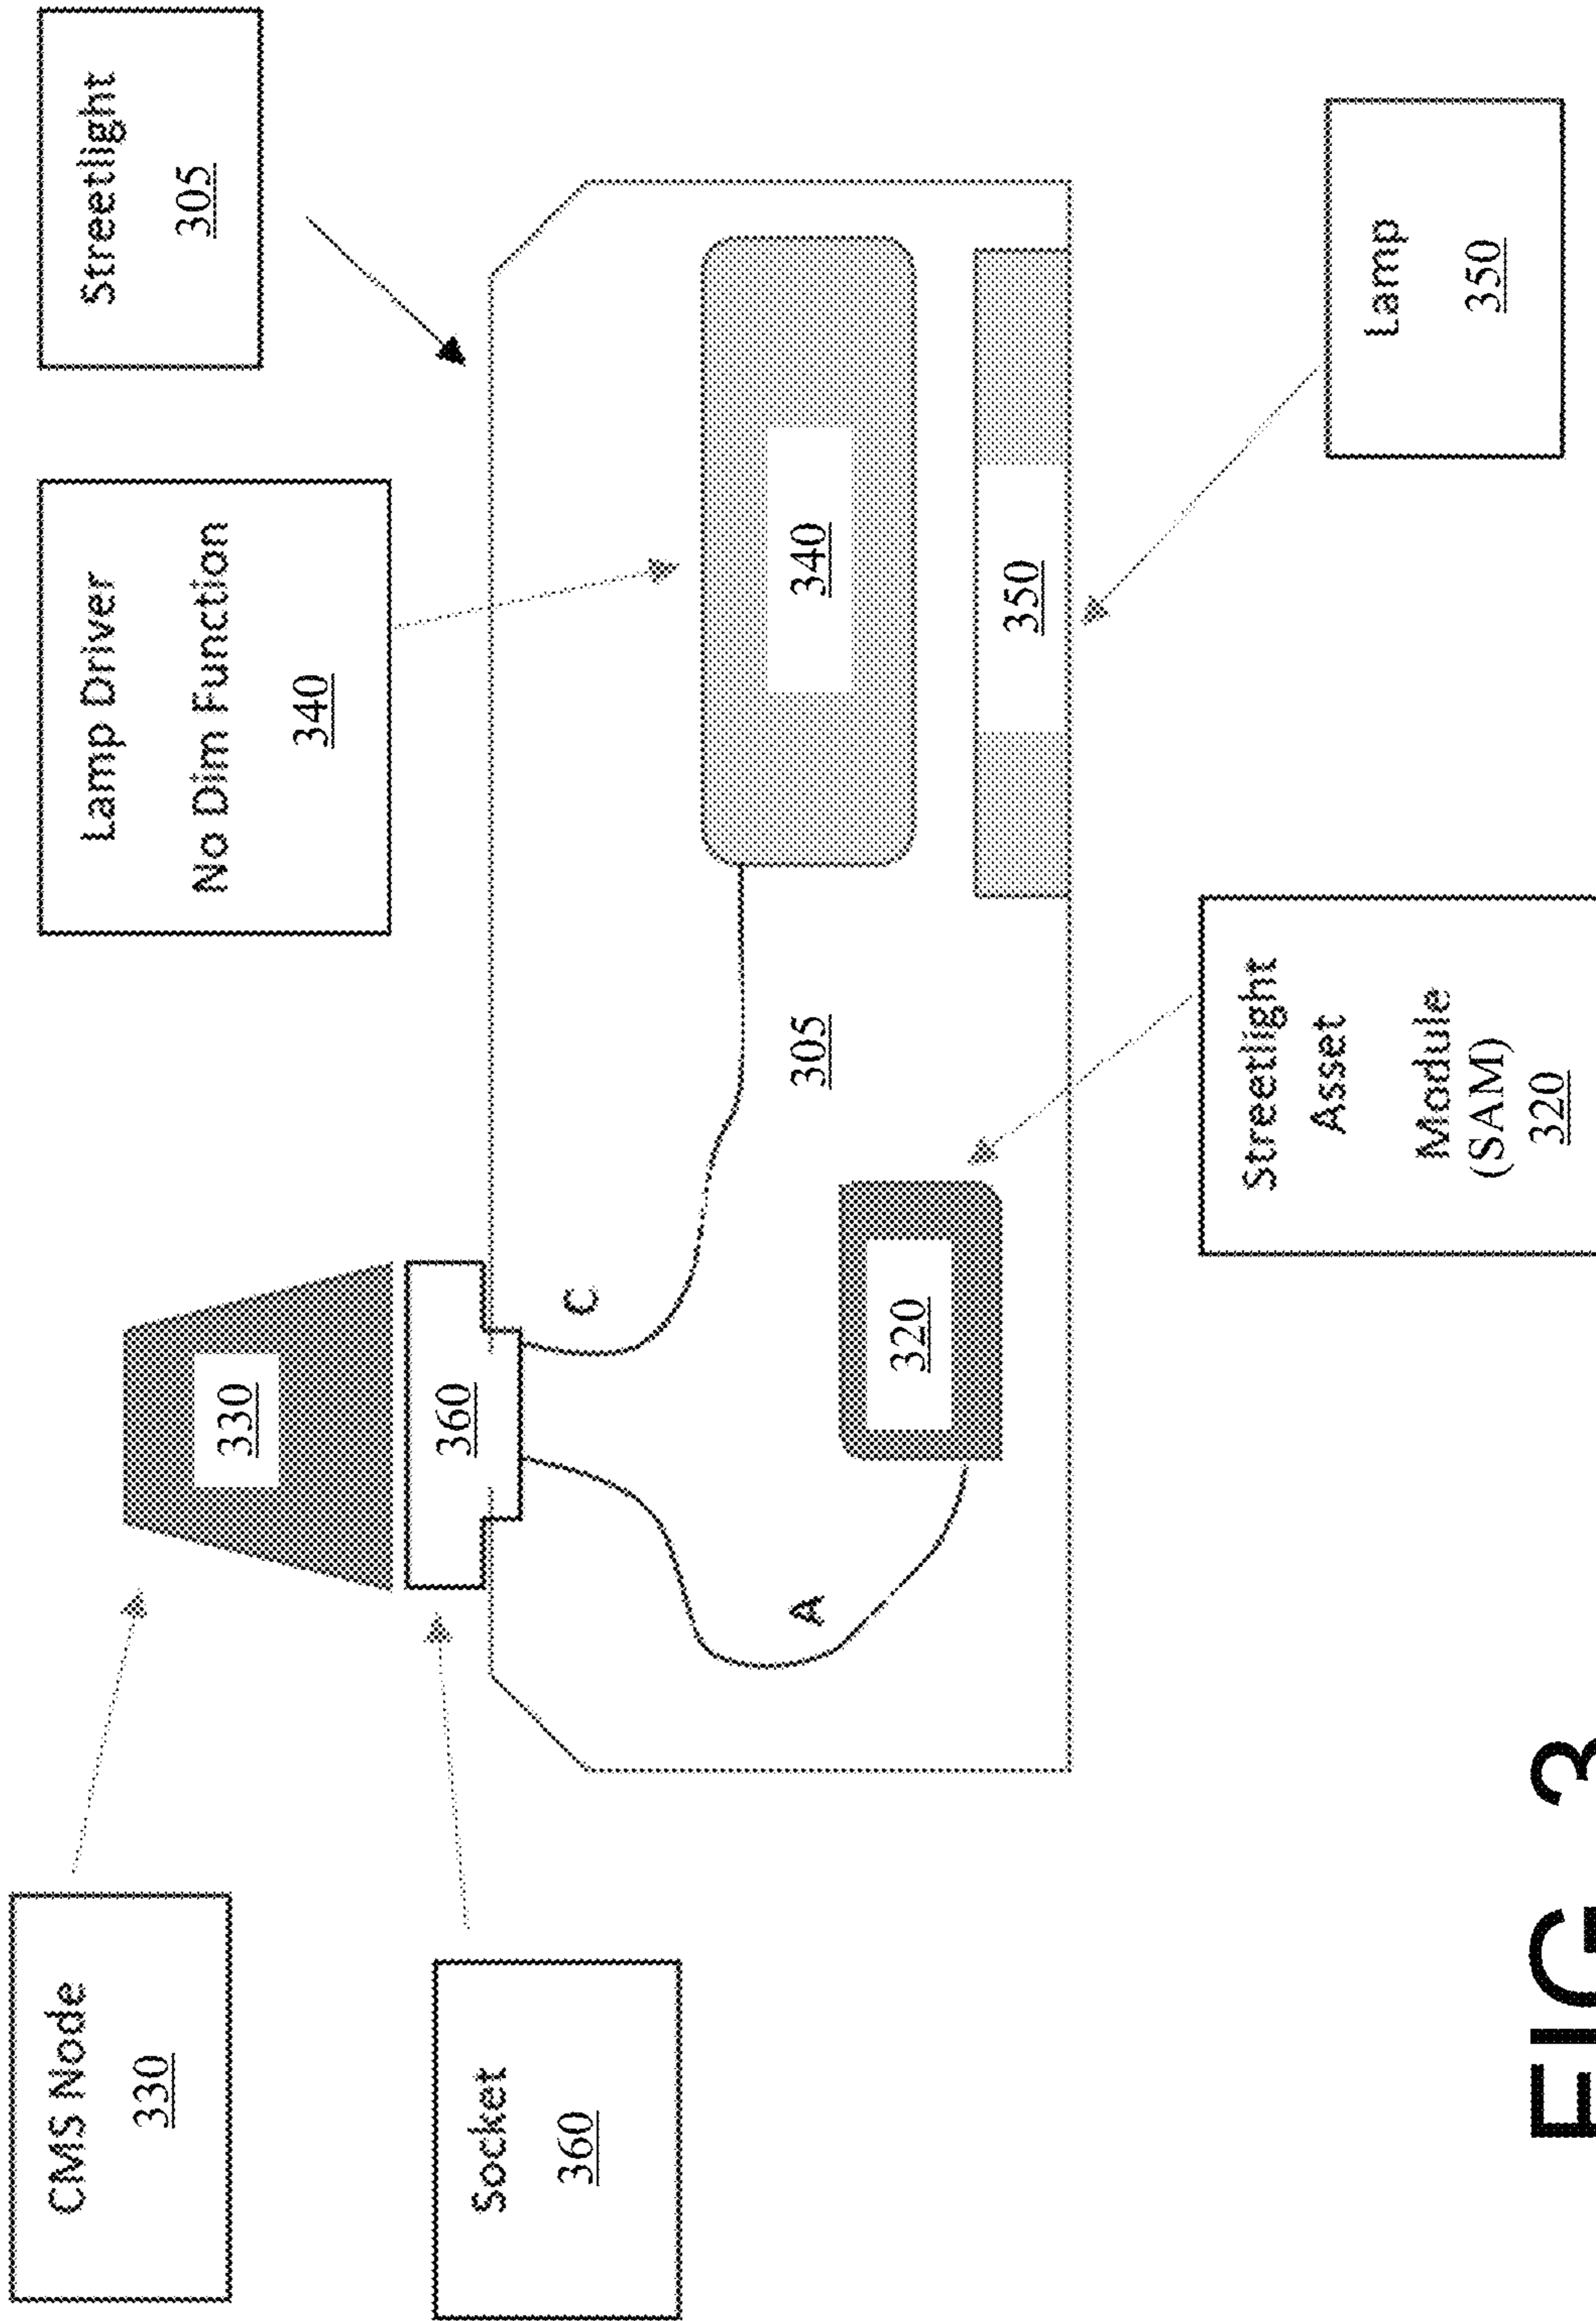 CMS Node
330
Socket
360
Lamp Driver
No Dim Function
340
Streetlight
305
330
360
C
A
305
340
320
350
Streetlight
Asset
Module
(SAM)
320
Lamp
350
FIG. 3